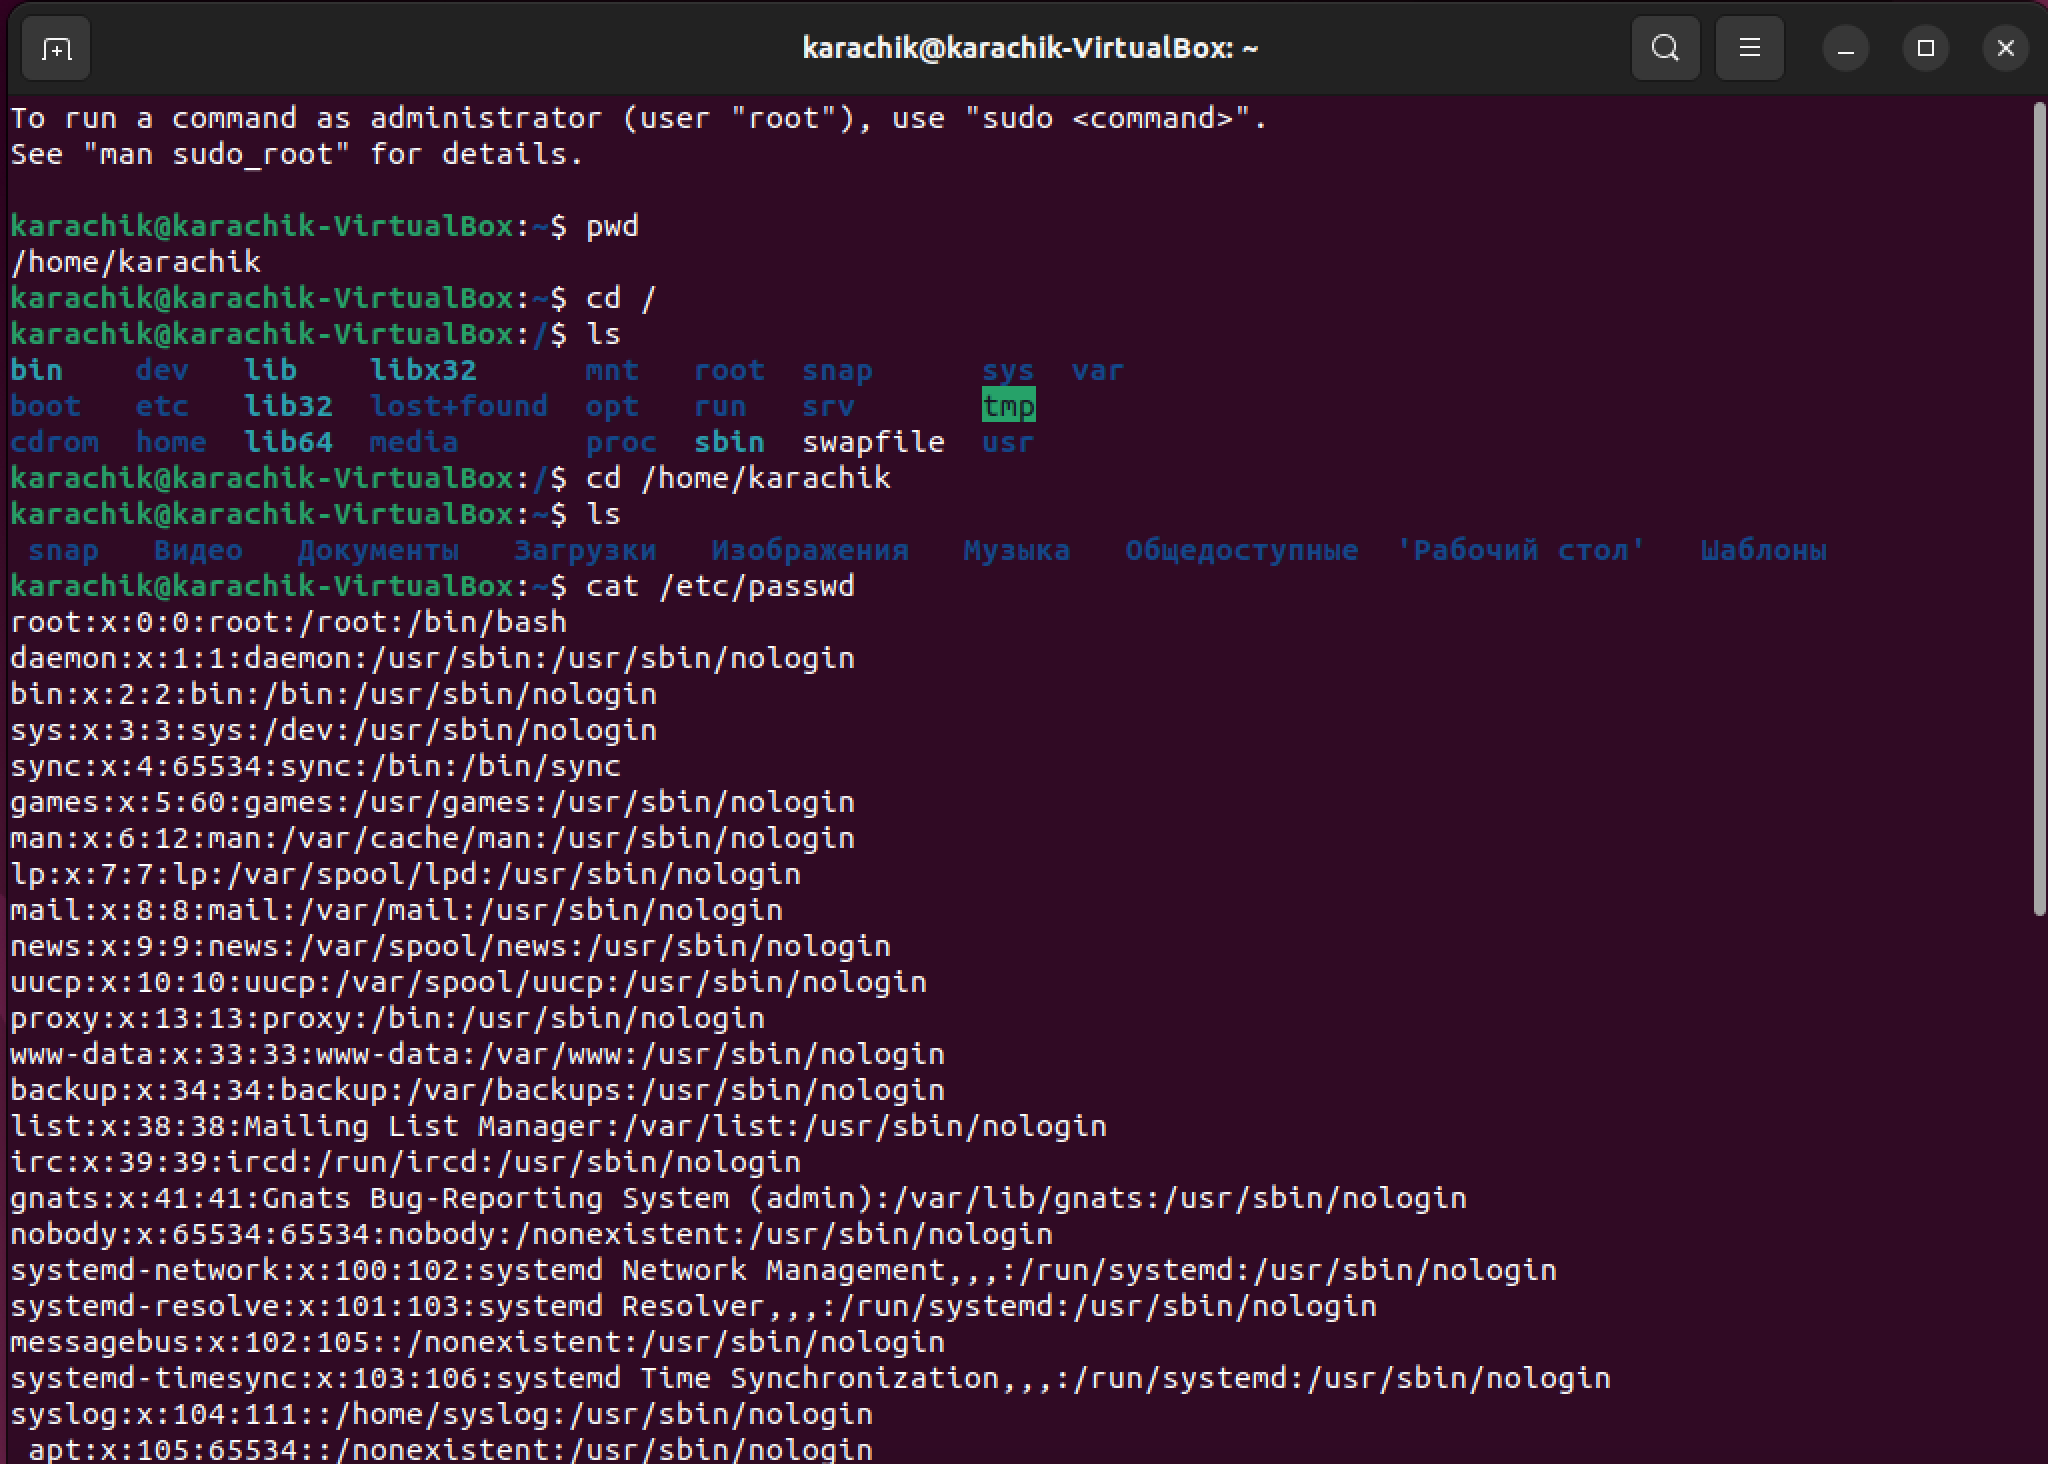 karachik@karachik-VirtualBox: ~
To run a command as administrator (user "root"), use "sudo <command>".
See "man sudo_root" for details.
karachik@karachik-VirtualBox:~$ pwd
/home/karachik
karachik@karachik-VirtualBox:~$ cd /
karachik@karachik-VirtualBox:/$ ls
bin    dev   lib    libx32      mnt   root  snap      sys  var
boot   etc   lib32  lost+found  opt   run   srv       tmp
cdrom  home  lib64  media       proc  sbin  swapfile  usr
karachik@karachik-VirtualBox:/$ cd /home/karachik
karachik@karachik-VirtualBox:~$ ls
 snap   Видео   Документы   Загрузки   Изображения   Музыка   Общедоступные  'Рабочий стол'   Шаблоны
karachik@karachik-VirtualBox:~$ cat /etc/passwd
root:x:0:0:root:/root:/bin/bash
daemon:x:1:1:daemon:/usr/sbin:/usr/sbin/nologin
bin:x:2:2:bin:/bin:/usr/sbin/nologin
sys:x:3:3:sys:/dev:/usr/sbin/nologin
sync:x:4:65534:sync:/bin:/bin/sync
games:x:5:60:games:/usr/games:/usr/sbin/nologin
man:x:6:12:man:/var/cache/man:/usr/sbin/nologin
lp:x:7:7:lp:/var/spool/lpd:/usr/sbin/nologin
mail:x:8:8:mail:/var/mail:/usr/sbin/nologin
news:x:9:9:news:/var/spool/news:/usr/sbin/nologin
uucp:x:10:10:uucp:/var/spool/uucp:/usr/sbin/nologin
proxy:x:13:13:proxy:/bin:/usr/sbin/nologin
www-data:x:33:33:www-data:/var/www:/usr/sbin/nologin
backup:x:34:34:backup:/var/backups:/usr/sbin/nologin
list:x:38:38:Mailing List Manager:/var/list:/usr/sbin/nologin
irc:x:39:39:ircd:/run/ircd:/usr/sbin/nologin
gnats:x:41:41:Gnats Bug-Reporting System (admin):/var/lib/gnats:/usr/sbin/nologin
nobody:x:65534:65534:nobody:/nonexistent:/usr/sbin/nologin
systemd-network:x:100:102:systemd Network Management,,,:/run/systemd:/usr/sbin/nologin
systemd-resolve:x:101:103:systemd Resolver,,,:/run/systemd:/usr/sbin/nologin
messagebus:x:102:105::/nonexistent:/usr/sbin/nologin
systemd-timesync:x:103:106:systemd Time Synchronization,,,:/run/systemd:/usr/sbin/nologin
syslog:x:104:111::/home/syslog:/usr/sbin/nologin
 apt:x:105:65534::/nonexistent:/usr/sbin/nologin